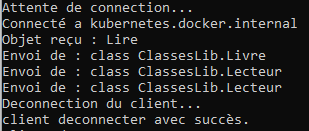 Attente de connection...
Connecté a kubernetes.docker.internal
Objet reçu : Lire
Envoi de : class ClassesLib.Livre
Envoi de : class ClassesLib.Lecteur
Envoi de : class ClassesLib.Lecteur
Deconnection du client...
client deconnecter avec succès.